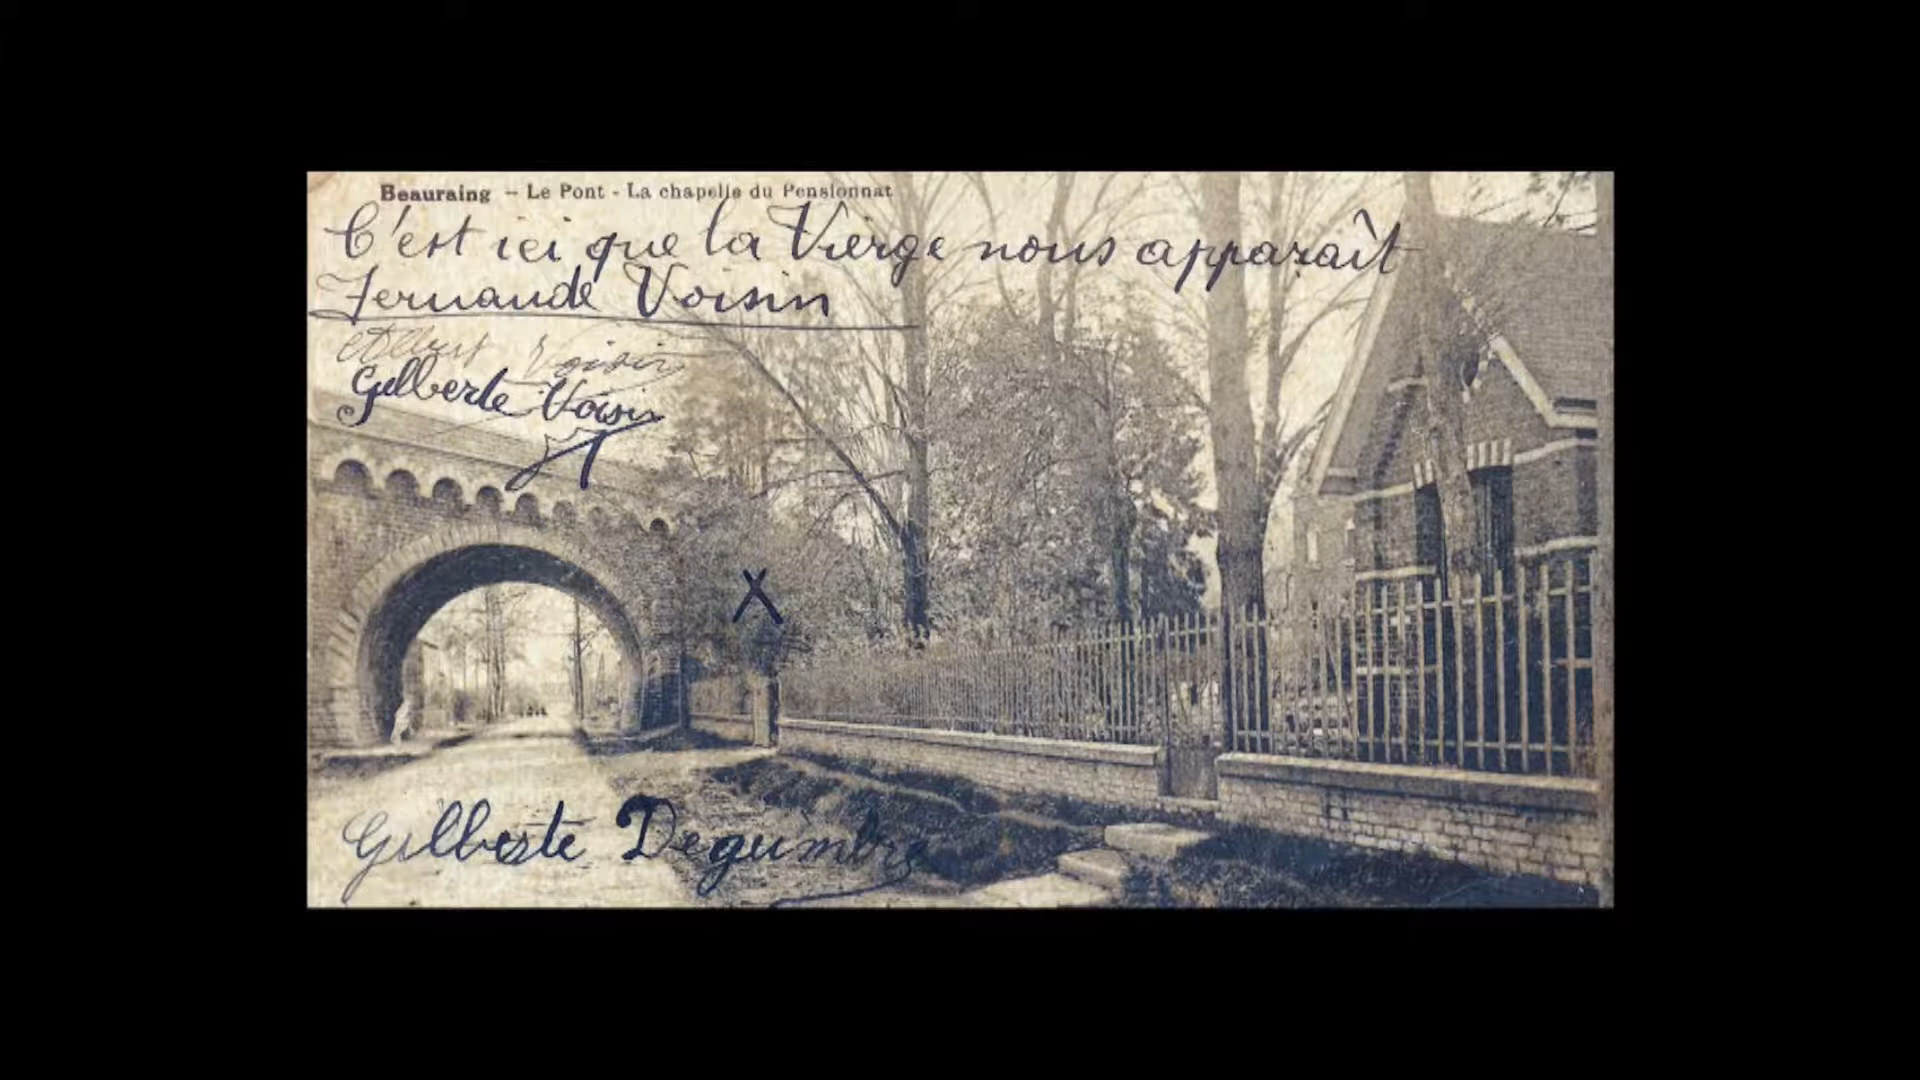 Beauraing – Le Pont - La chapelle du Pensionnat
C'est ici que la Vierge nous apparaît
Fernande Voisin
Albert Voisin
Gilberte Voisin
X
Gilberte Degeimbre